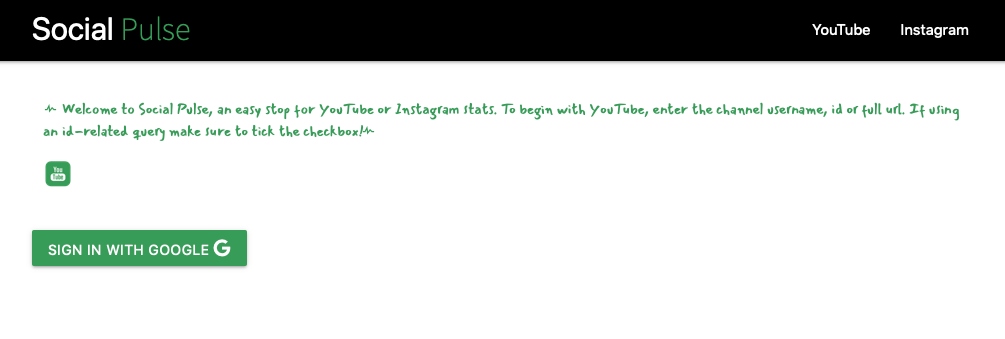 Social Pulse
YouTube Instagram
Welcome to Social Pulse, an easy stop for YouTube or Instagram stats. To begin with YouTube, enter the channel username, id or full url. If using
an id-related query make sure to tick the checkbox!
You
Tube
SIGN IN WITH GOOGLE G